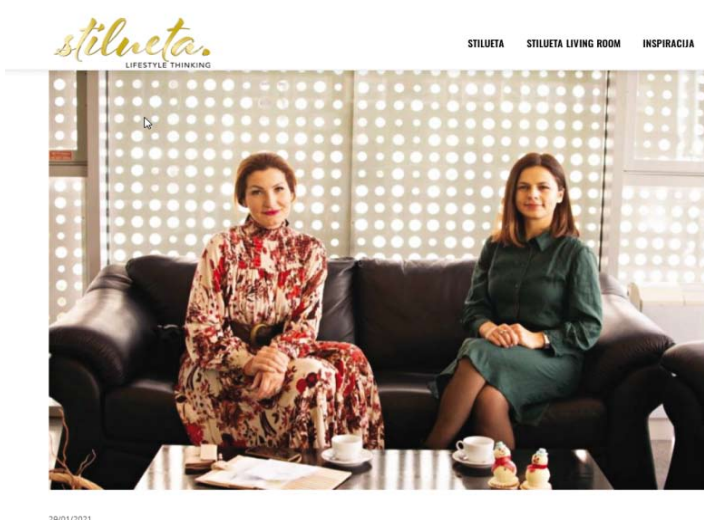 stilueta.
LIFESTYLE THINKING
STILUETA STILUETA LIVING ROOM INSPIRACIJA
29/01/2021